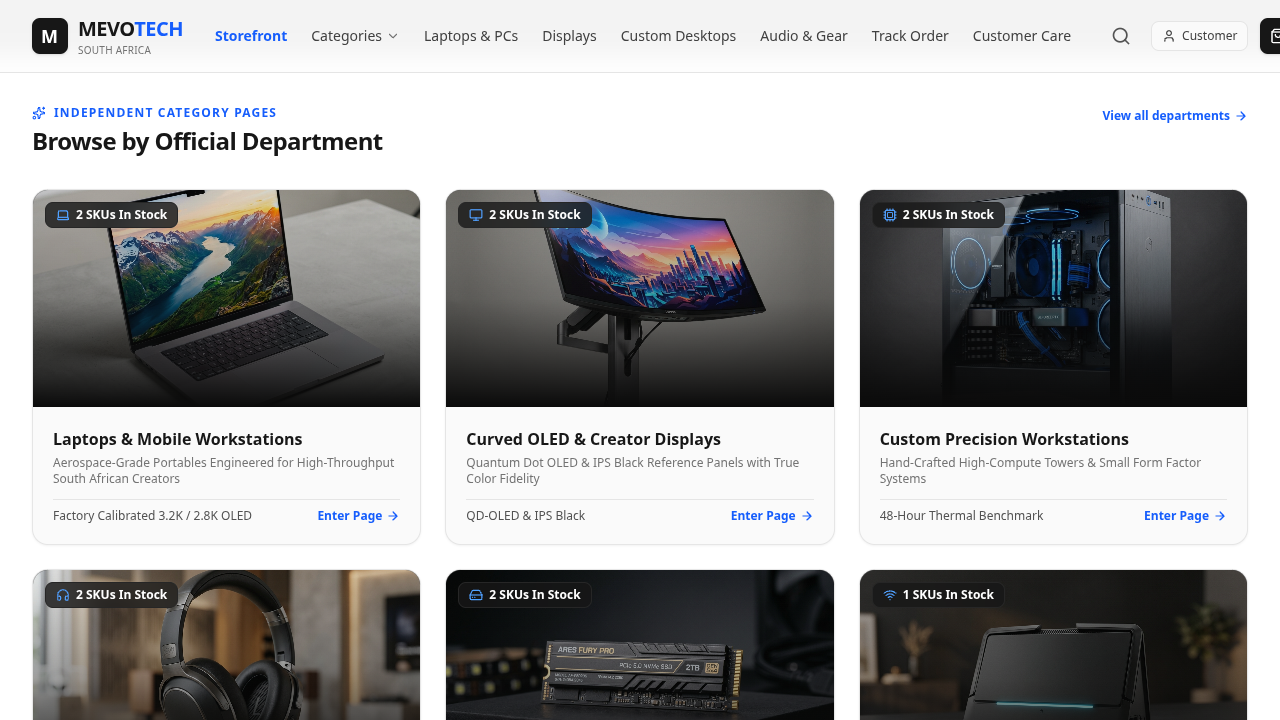 M
MEVOTECH
SOUTH AFRICA
Storefront
Categories
Laptops & PCs
Displays
Custom Desktops
Audio & Gear
Track Order
Customer Care
Customer
INDEPENDENT CATEGORY PAGES
Browse by Official Department
View all departments
2 SKUs In Stock
Laptops & Mobile Workstations
Aerospace-Grade Portables Engineered for High-Throughput
South African Creators
Factory Calibrated 3.2K / 2.8K OLED
Enter Page
2 SKUs In Stock
Curved OLED & Creator Displays
Quantum Dot OLED & IPS Black Reference Panels with True
Color Fidelity
QD-OLED & IPS Black
Enter Page
2 SKUs In Stock
Custom Precision Workstations
Hand-Crafted High-Compute Towers & Small Form Factor
Systems
48-Hour Thermal Benchmark
Enter Page
2 SKUs In Stock
2 SKUs In Stock
ARES FURY PRO
PCIe 5.0 NVMe SSD
2TB
1 SKUs In Stock